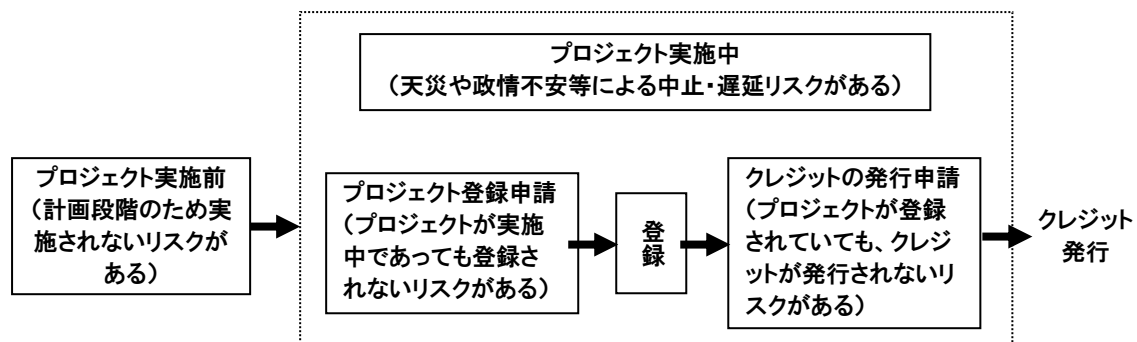 プロジェクト実施中
（天災や政情不安等による中止・遅延リスクがある）
プロジェクト実施前
（計画段階のため実
施されないリスクが
ある）
プロジェクト登録申請
（プロジェクトが実施
中であっても登録さ
れないリスクがある）
登
録
クレジットの発行申請
（プロジェクトが登録
されていても、クレ
ジットが発行されないリ
スクがある）
クレジット
発行